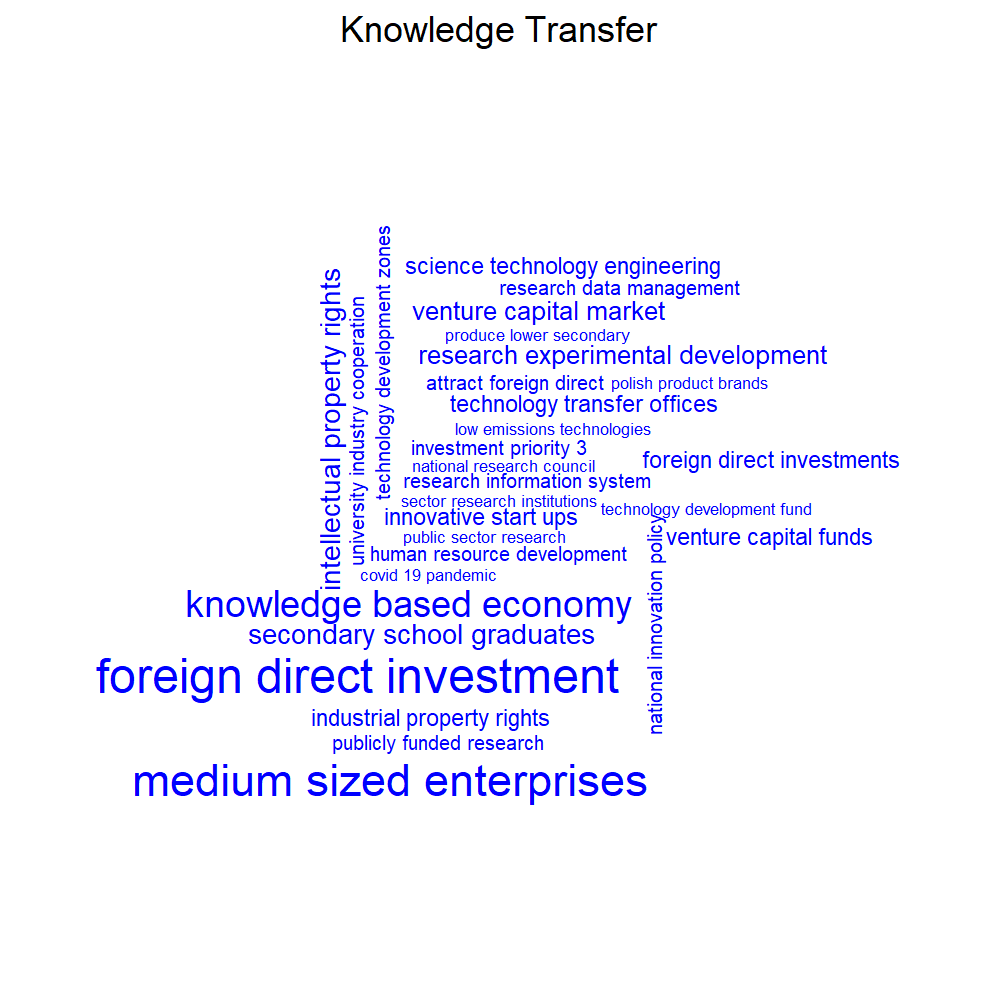 Knowledge Transfer
technology development zones
science technology engineering
intellectual property rights
research data management
university industry cooperation
venture capital market
produce lower secondary
research experimental development
attract foreign direct
polish product brands
technology transfer offices
low emissions technologies
investment priority 3
foreign direct investments
national research council
research information system
sector research institutions
technology development fund
innovative start ups
national innovation policy
public sector research
venture capital funds
human resource development
covid 19 pandemic
knowledge based economy
secondary school graduates
foreign direct investment
industrial property rights
publicly funded research
medium sized enterprises